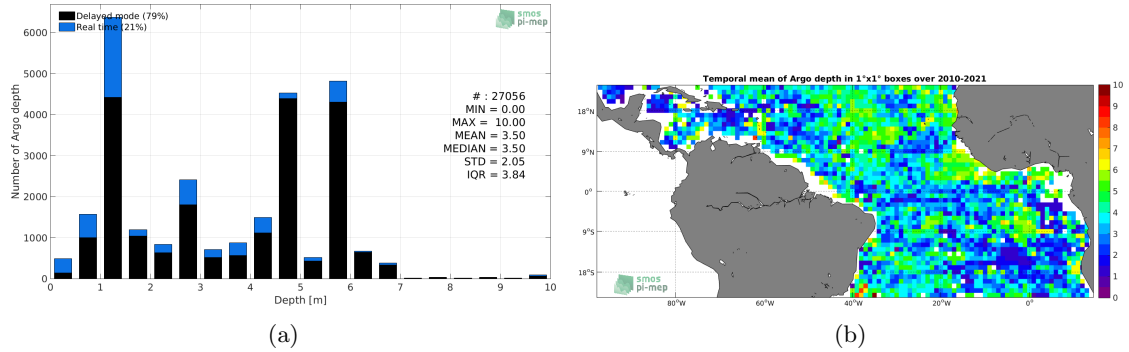 Delayed mode (79%)
Real time (21%)
smos
pi-mep
6000
5000
4000
3000
2000
1000
0
Number of Argo depth
# : 27056
MIN = 0.00
MAX = 10.00
MEAN = 3.50
MEDIAN = 3.50
STD = 2.05
IQR = 3.84
0 1 2 3 4 5 6 7 8 9 10
Depth [m]
(a)
Temporal mean of Argo depth in 1°x1° boxes over 2010-2021
18°N
9°N
0°
9°S
18°S
80°W 60°W 40°W 20°W 0°
smos
pi-mep
10
9
8
7
6
5
4
3
2
1
0
(b)